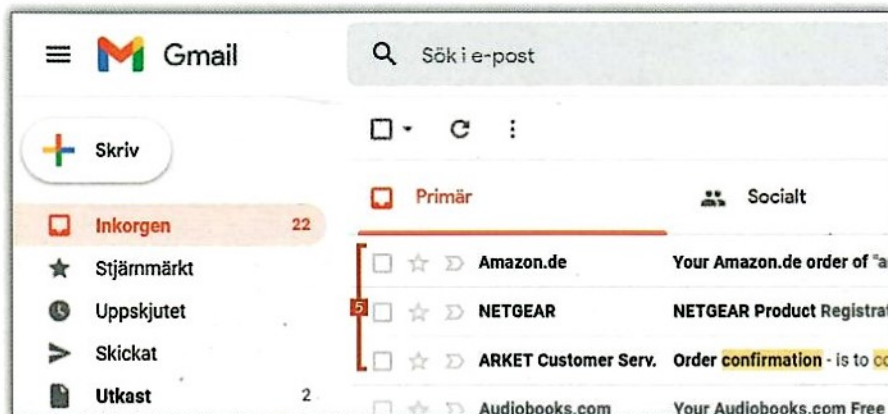 Gmail
Sök i e-post
Skriv
Primär
Socialt
Inkorgen 22
Stjärnmärkt
Uppskjutet
Skickat
Utkast 2
5
Amazon.de Your Amazon.de order of
NETGEAR NETGEAR Product
ARKET Customer Serv. Order confirmation - is to
Audiobooks.com Your Audiobooks.com Free